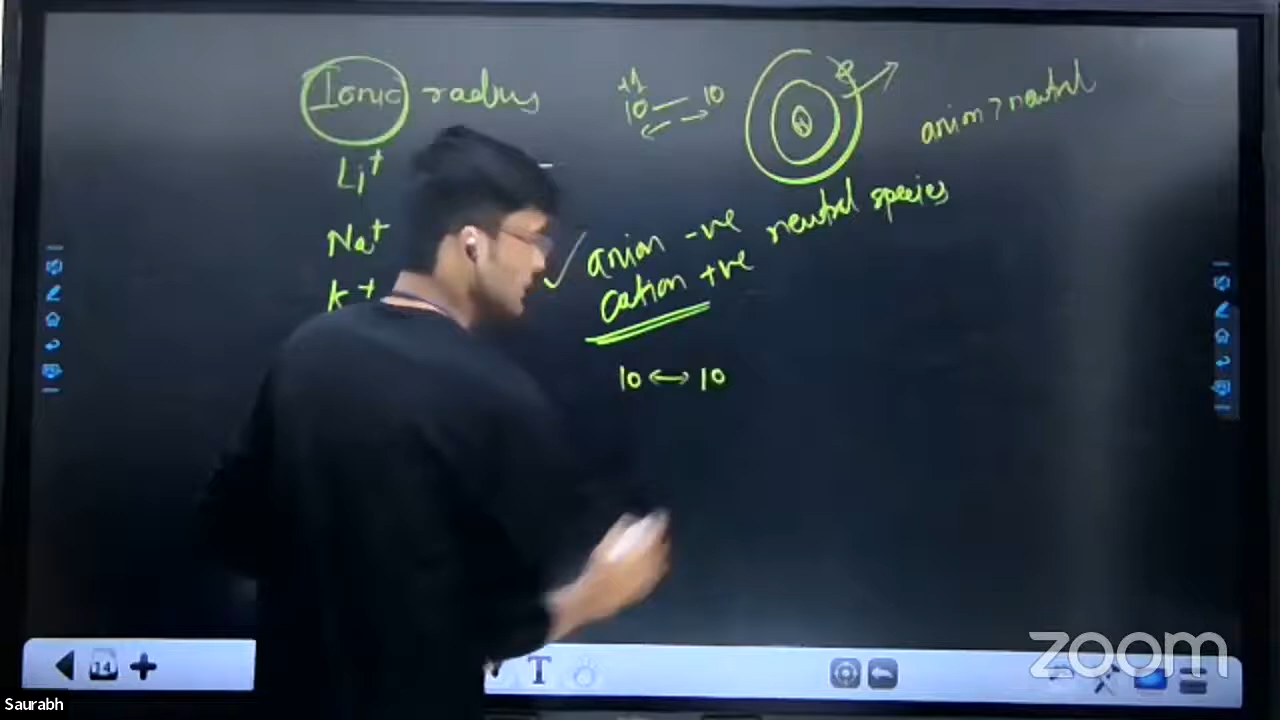 Ionic radius
+1
10 10
anion > neutral
Li+
Na+
K+
anion -ve neutral species
cation +ve
10 ↔ 10
14
T
zoom
Saurabh